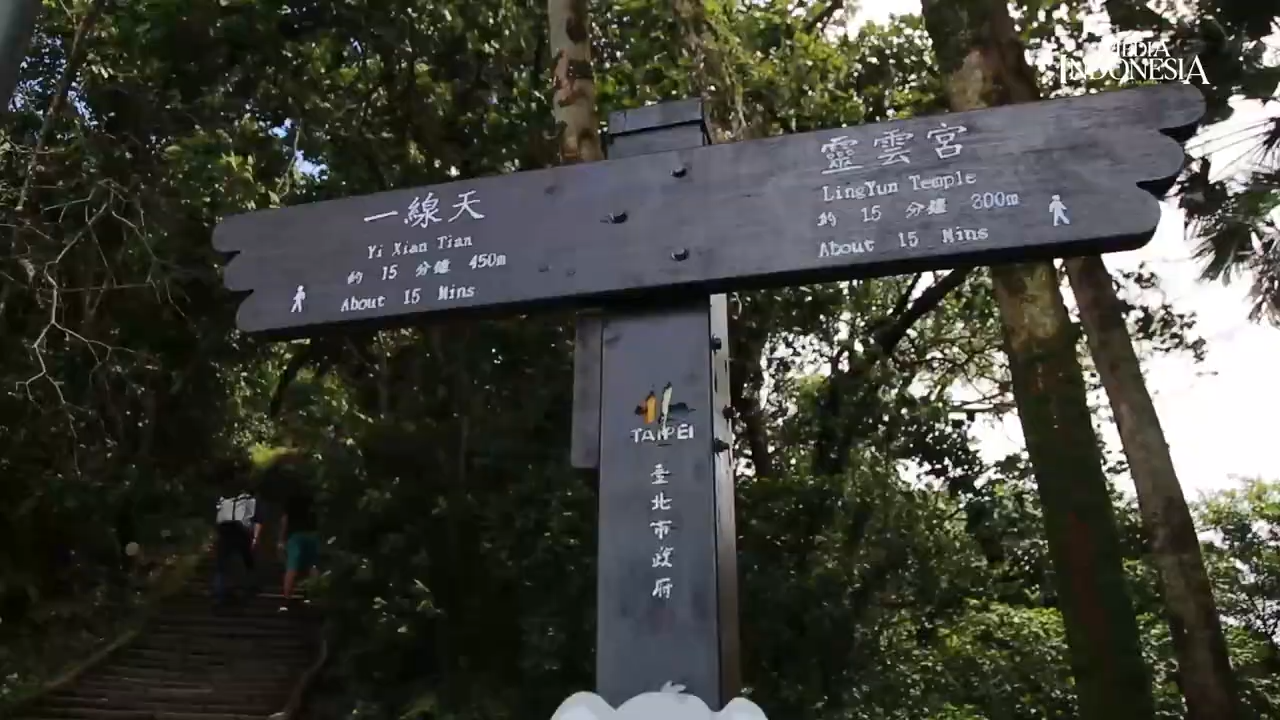 MEDIA
INDONESIA
一線天
Yi Xian Tian
約 15 分鐘 450m
About 15 Mins
靈雲宮
LingYun Temple
約 15 分鐘 300m
About 15 Mins
TAIPEI
臺北市政府